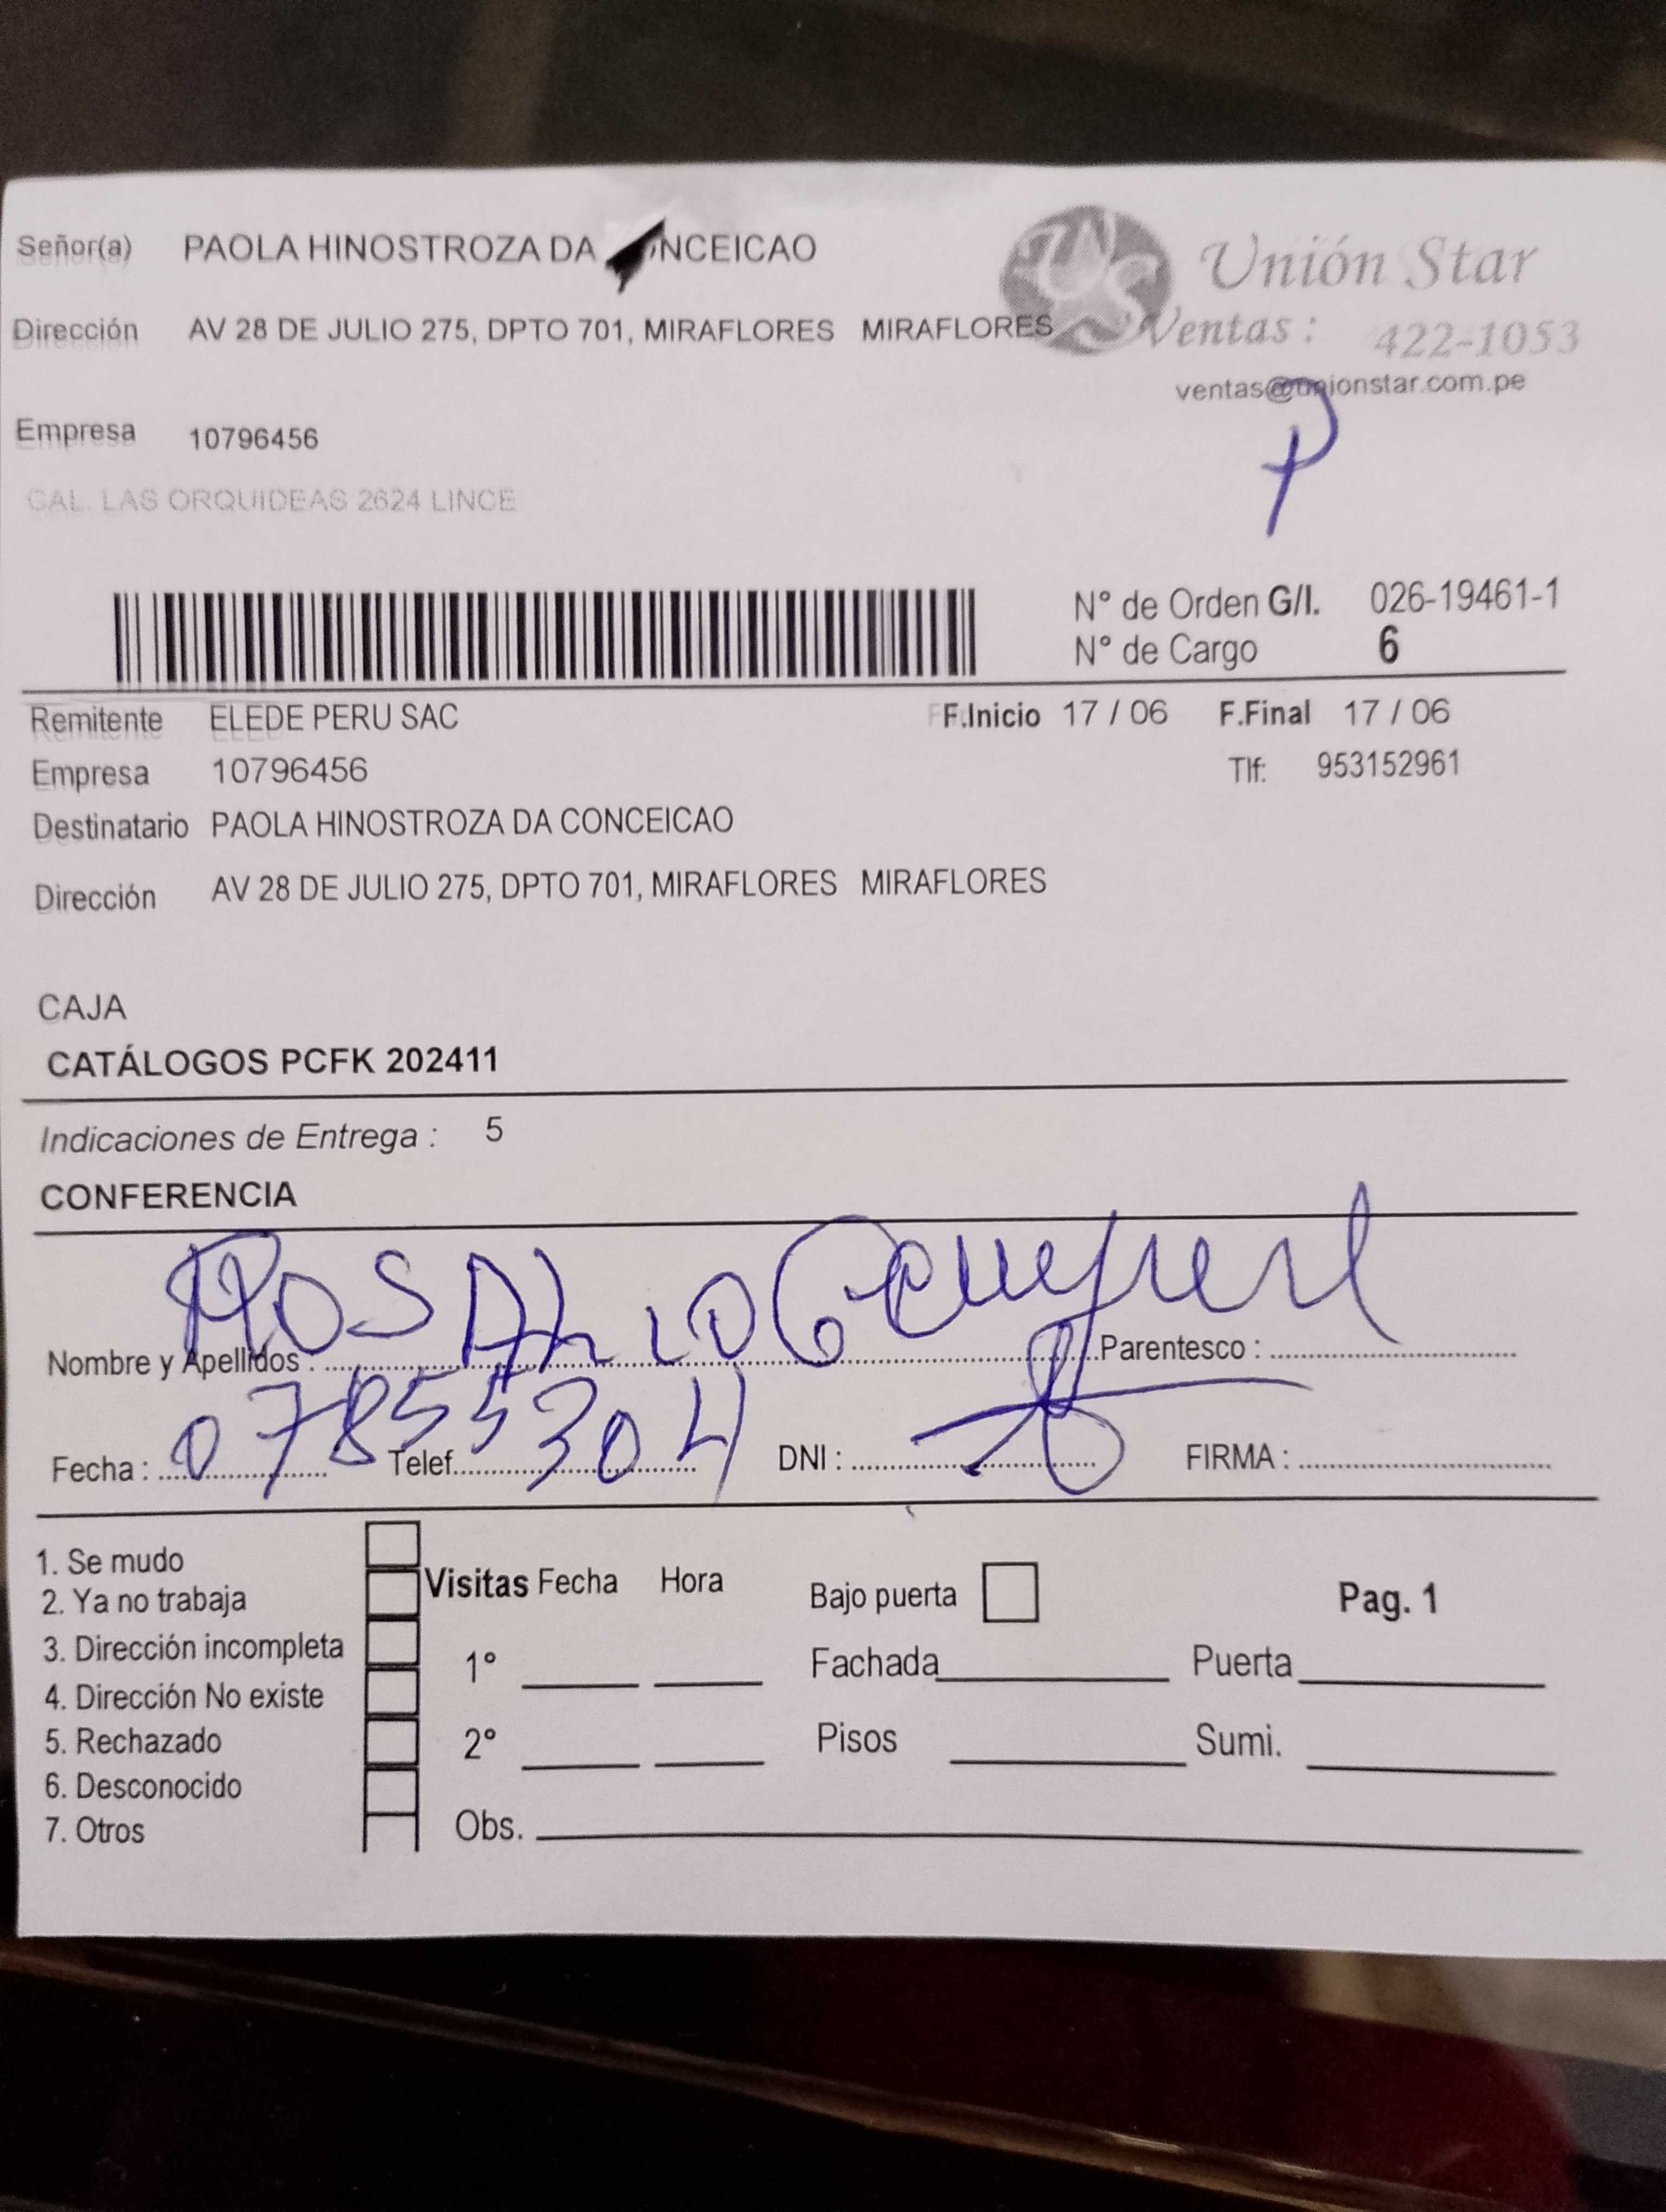 Señor(a) PAOLA HINOSTROZA DA NCEICAO
Unión Star
Dirección AV 28 DE JULIO 275, DPTO 701, MIRAFLORES MIRAFLORES
Ventas: 422-1053
ventas@unionstar.com.pe
Empresa 10796456
P
CAL. LAS ORQUIDEAS 2624 LINCE
N° de Orden G/I. 026-19461-1
N° de Cargo 6
Remitente ELEDE PERU SAC F.Inicio 17 / 06 F.Final 17 / 06
Empresa 10796456 Tlf: 953152961
Destinatario PAOLA HINOSTROZA DA CONCEICAO
Dirección AV 28 DE JULIO 275, DPTO 701, MIRAFLORES MIRAFLORES
CAJA
CATÁLOGOS PCFK 202411
Indicaciones de Entrega : 5
CONFERENCIA
ROSARIO
Nombre y Apellidos : Parentesco :
07855304
Fecha : Telef. DNI : FIRMA :
1. Se mudo
2. Ya no trabaja
3. Dirección incompleta
4. Dirección No existe
5. Rechazado
6. Desconocido
7. Otros
Visitas Fecha Hora
1°
2°
Obs.
Bajo puerta Pag. 1
Fachada Puerta
Pisos Sumi.